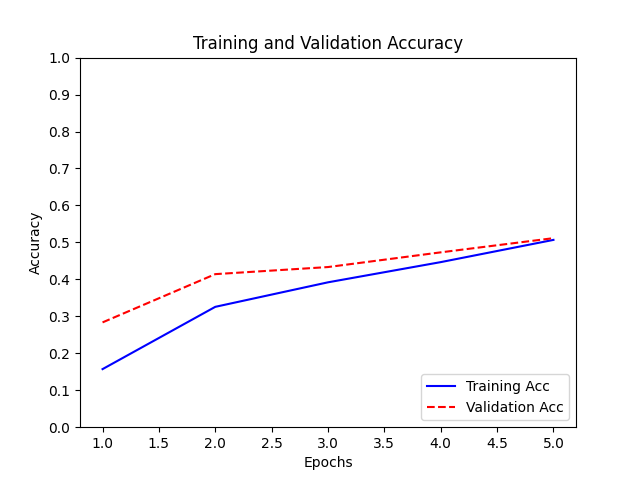 Training and Validation Accuracy
1.0
0.9
0.8
0.7
0.6
0.5
0.4
0.3
0.2
0.1
0.0
Accuracy
Training Acc
Validation Acc
1.0 1.5 2.0 2.5 3.0 3.5 4.0 4.5 5.0
Epochs